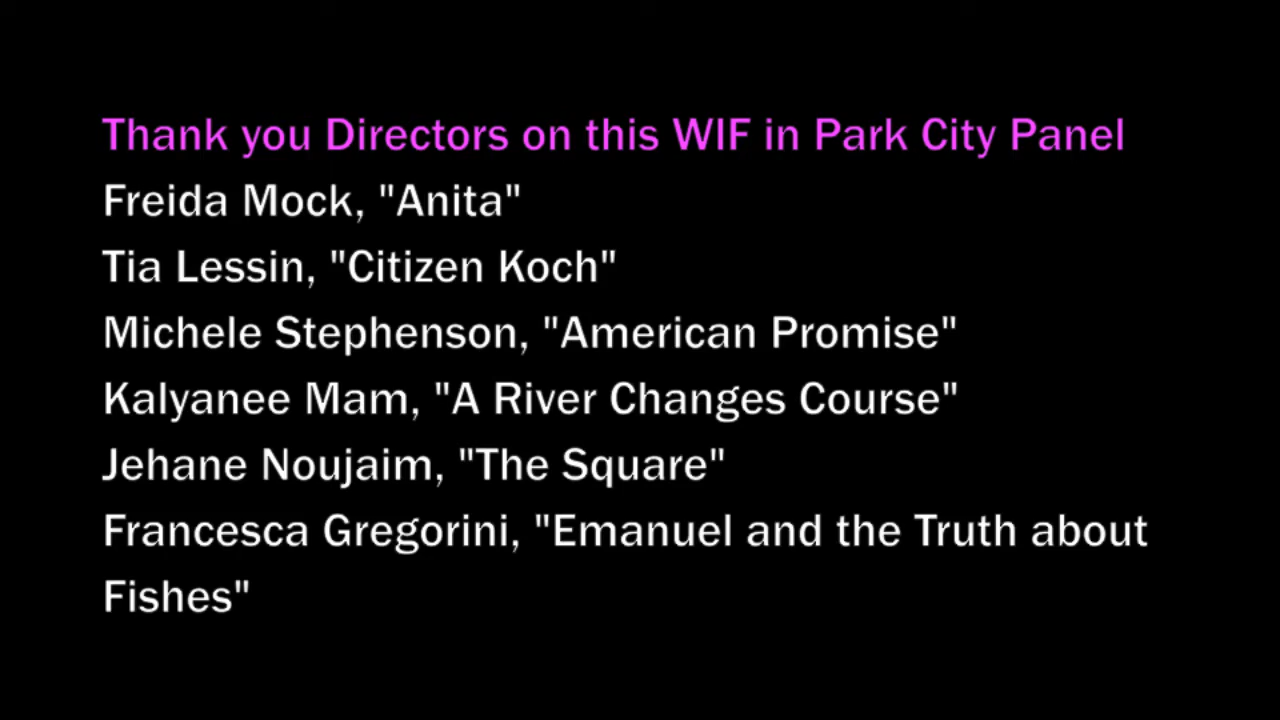 Thank you Directors on this WIF in Park City Panel
Freida Mock, "Anita"
Tia Lessin, "Citizen Koch"
Michele Stephenson, "American Promise"
Kalyanee Mam, "A River Changes Course"
Jehane Noujaim, "The Square"
Francesca Gregorini, "Emanuel and the Truth about
Fishes"